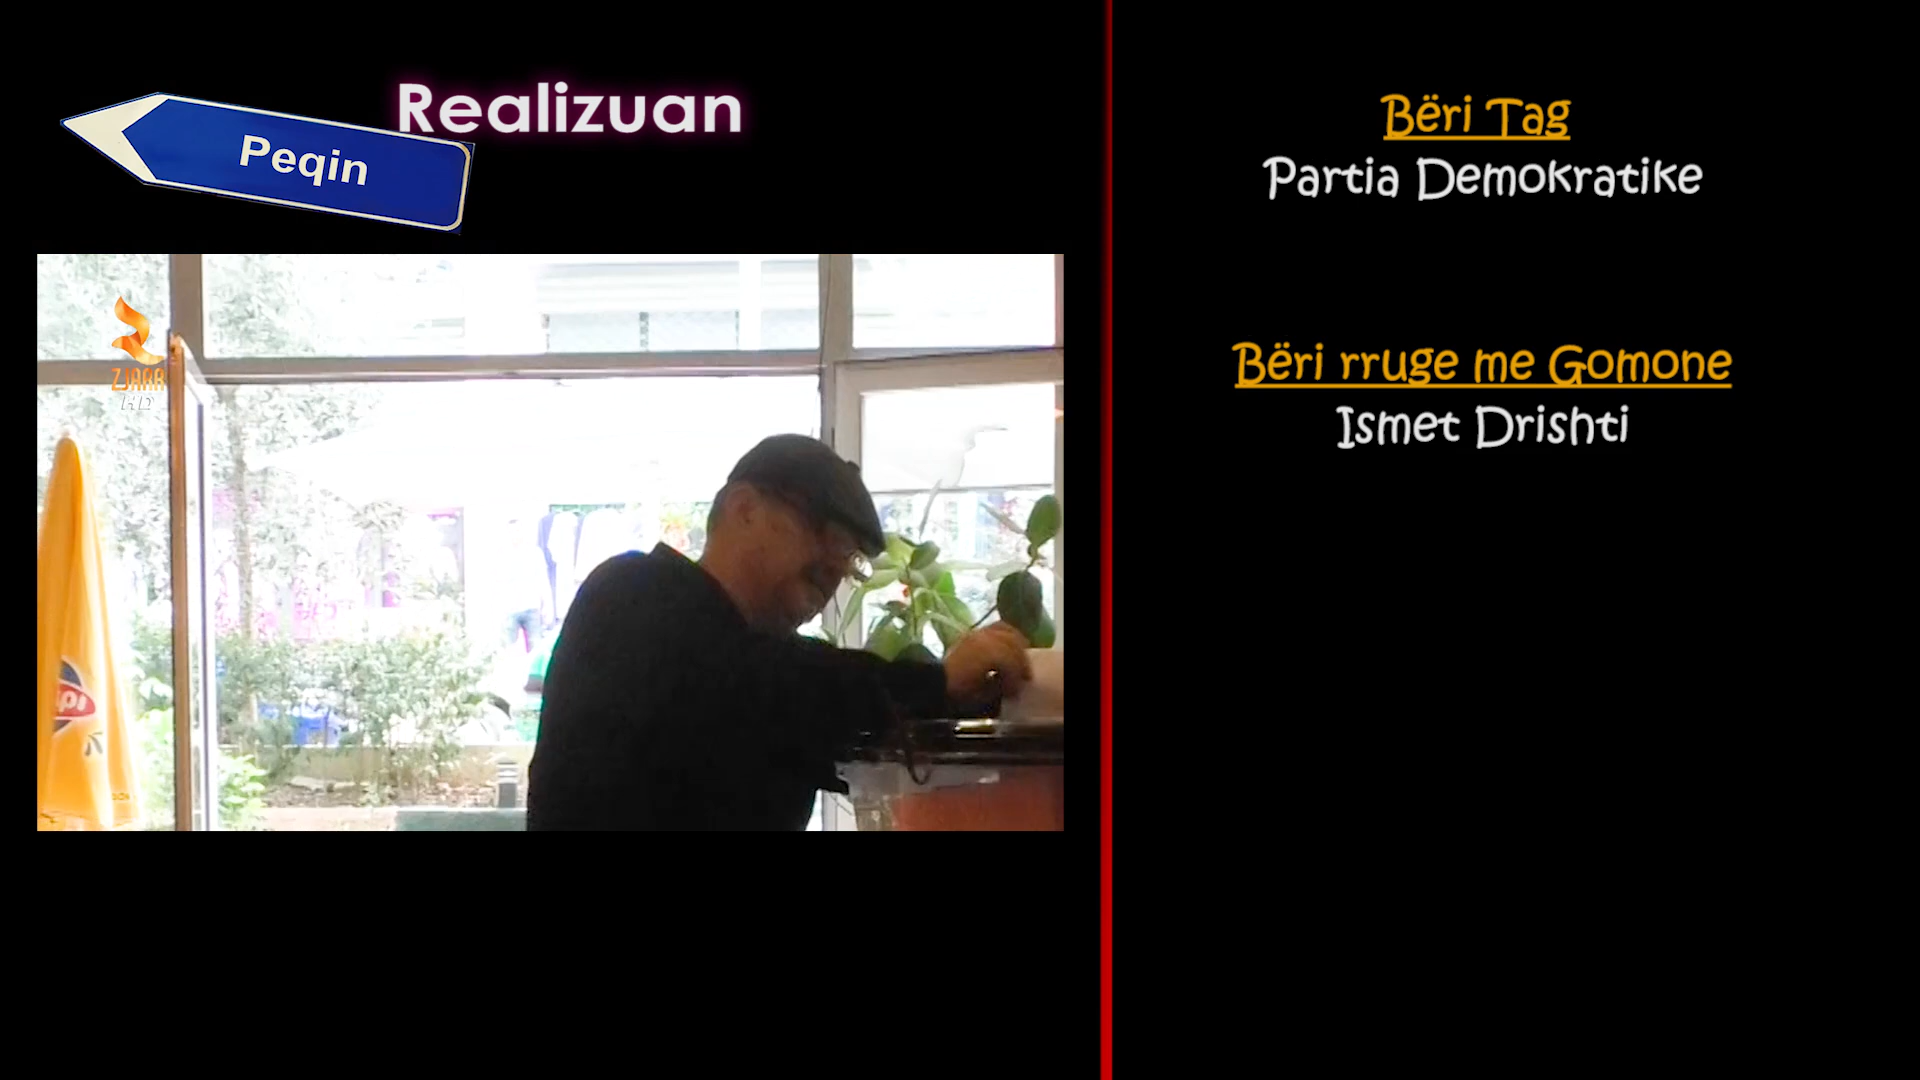 Realizuan
Peqin
ZJARR
HD
Bëri Tag
Partia Demokratike
Bëri rruge me Gomone
Ismet Drishti